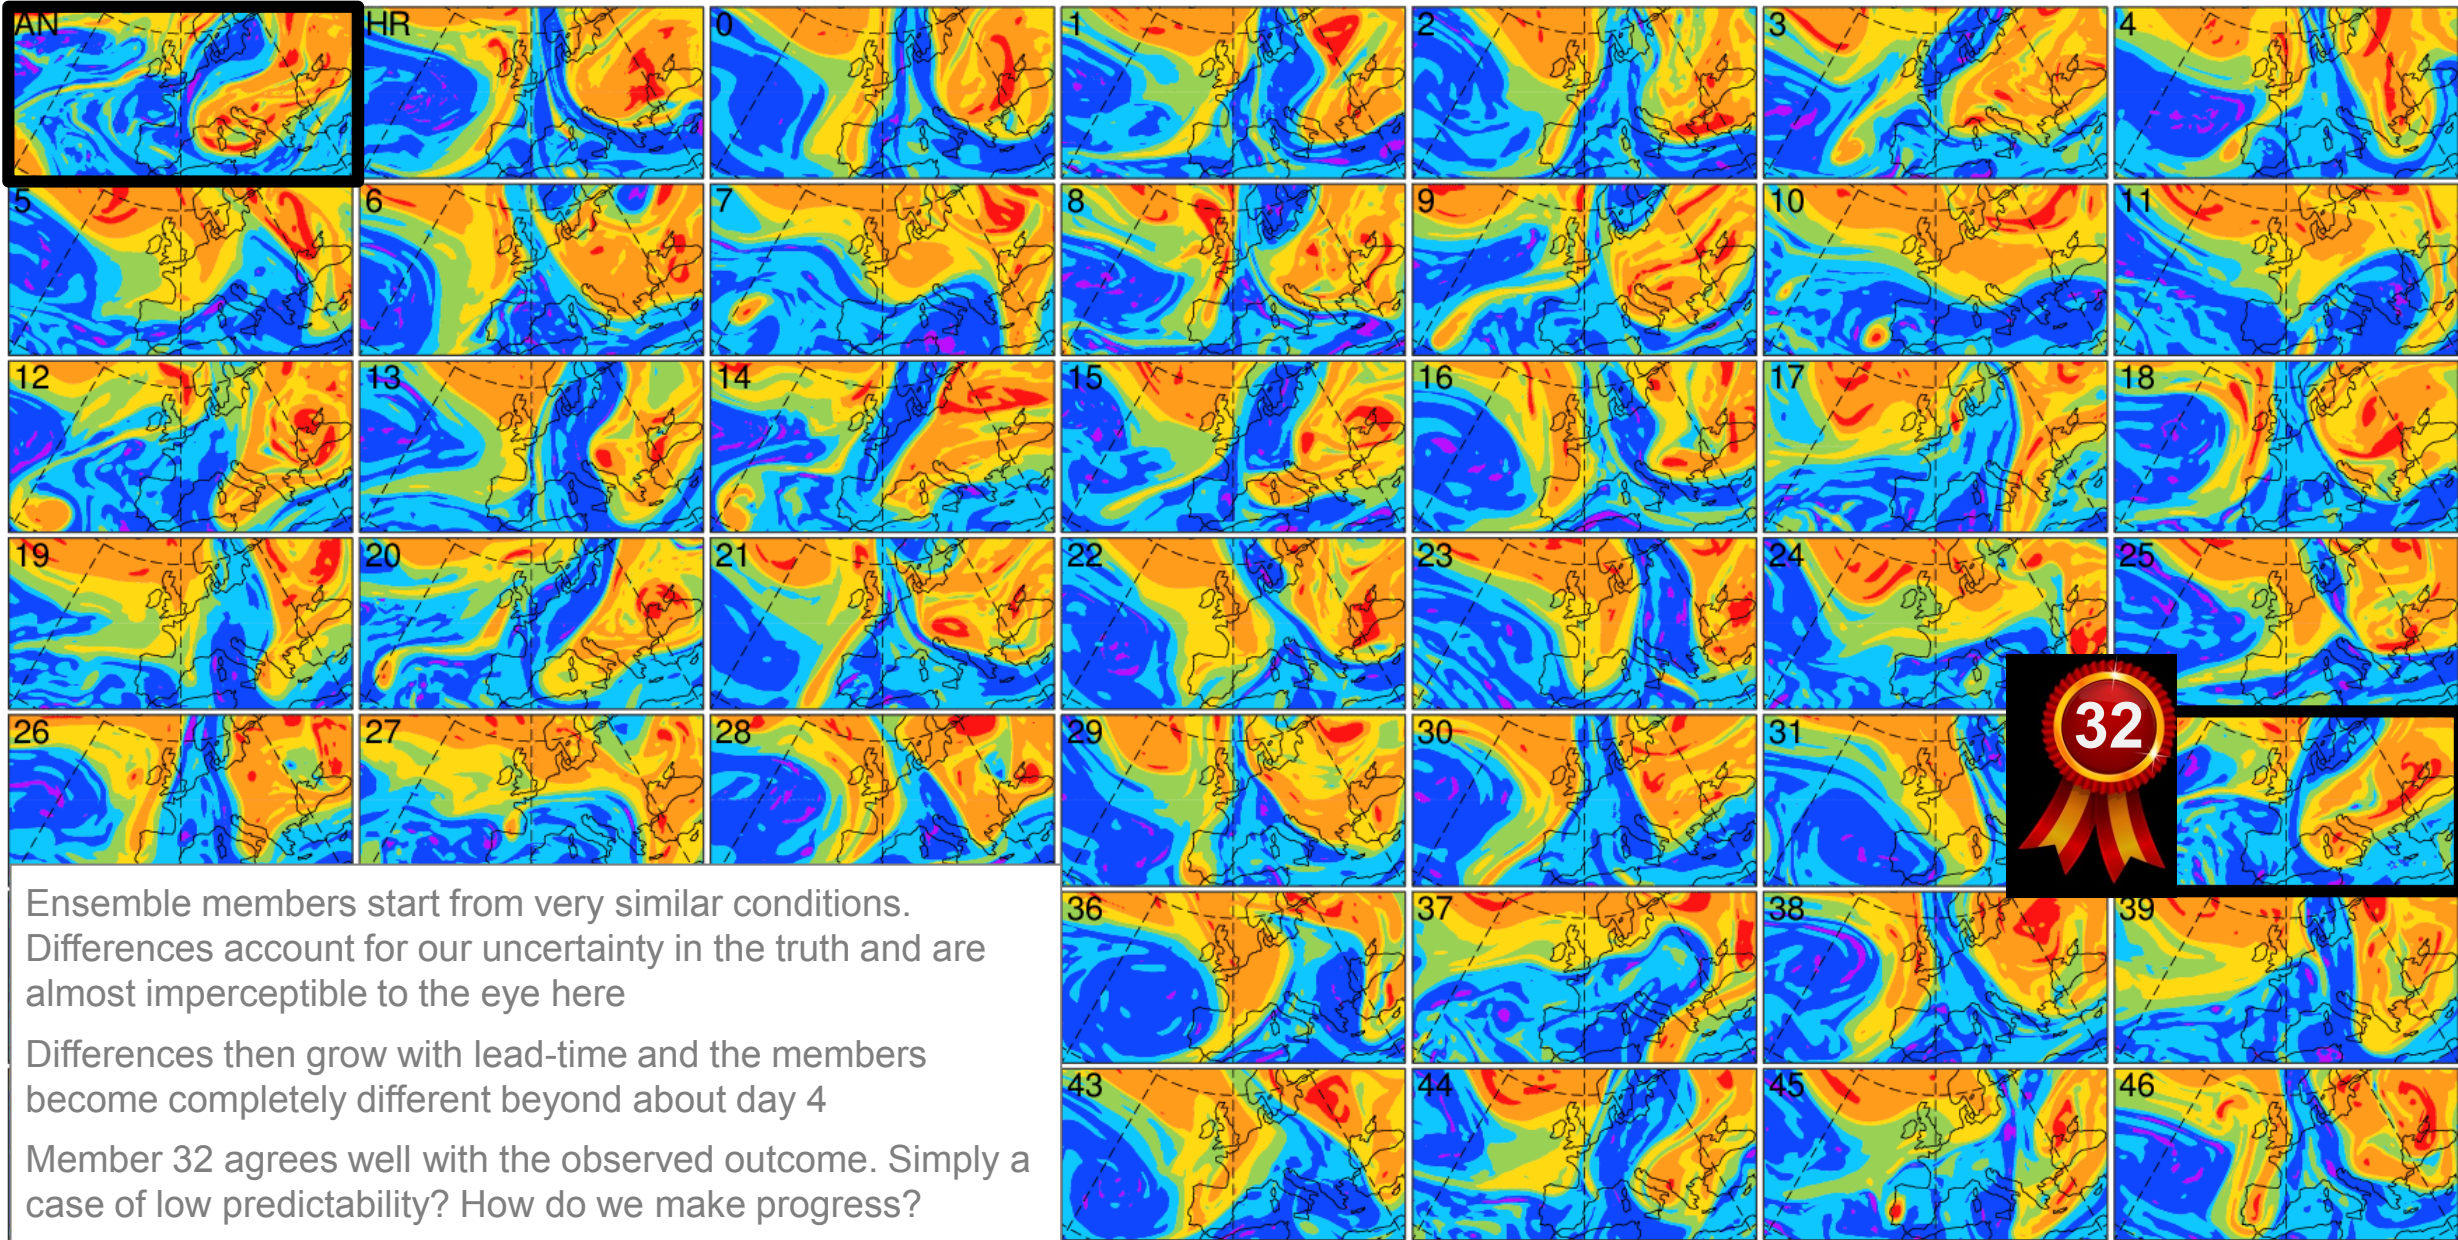 AN HR 0 1 2 3 4
5 6 7 8 9 10 11
12 13 14 15 16 17 18
19 20 21 22 23 24 25
26 27 28 29 30 31 32
36 37 38 39
43 44 45 46
Ensemble members start from very similar conditions.
Differences account for our uncertainty in the truth and are
almost imperceptible to the eye here
Differences then grow with lead-time and the members
become completely different beyond about day 4
Member 32 agrees well with the observed outcome. Simply a
case of low predictability? How do we make progress?